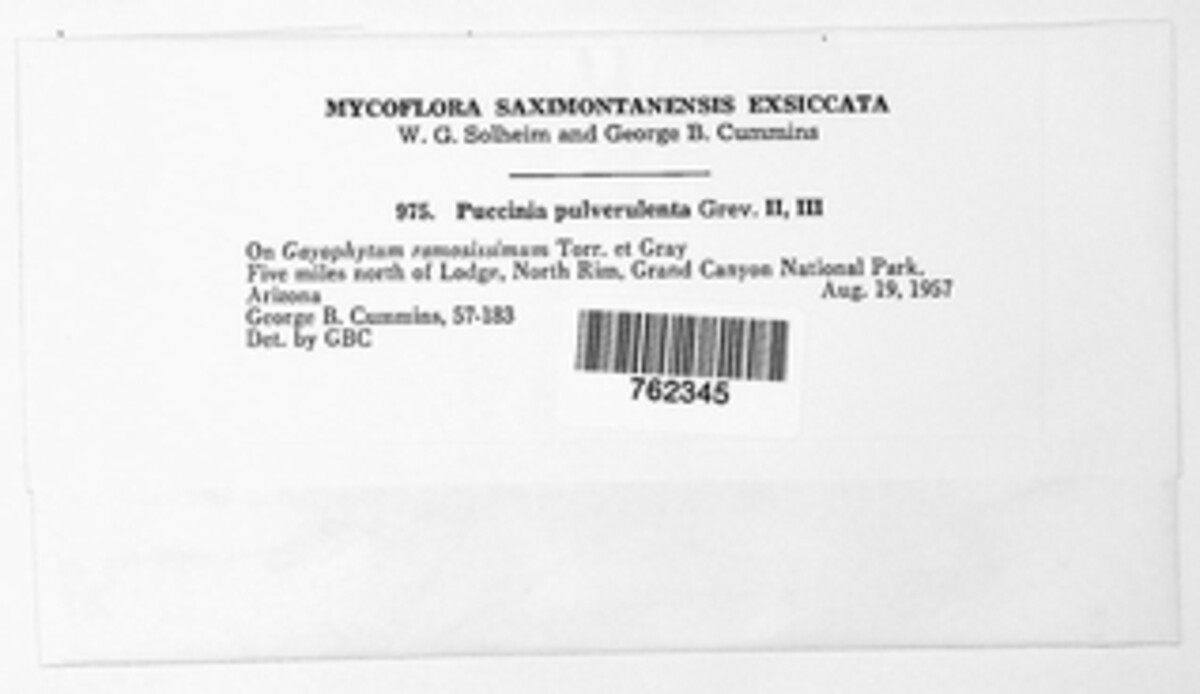 MYCOFLORA SAXIMONTANENSIS EXSICCATA
W. G. Solheim and George B. Cummins
975. Puccinia pulverulenta Grev. II, III
On Gayophytum ramosissimum Torr. et Gray
Five miles north of Lodge, North Rim, Grand Canyon National Park,
Arizona Aug. 19, 1957
George B. Cummins, 57-183
Det. by GBC
762345